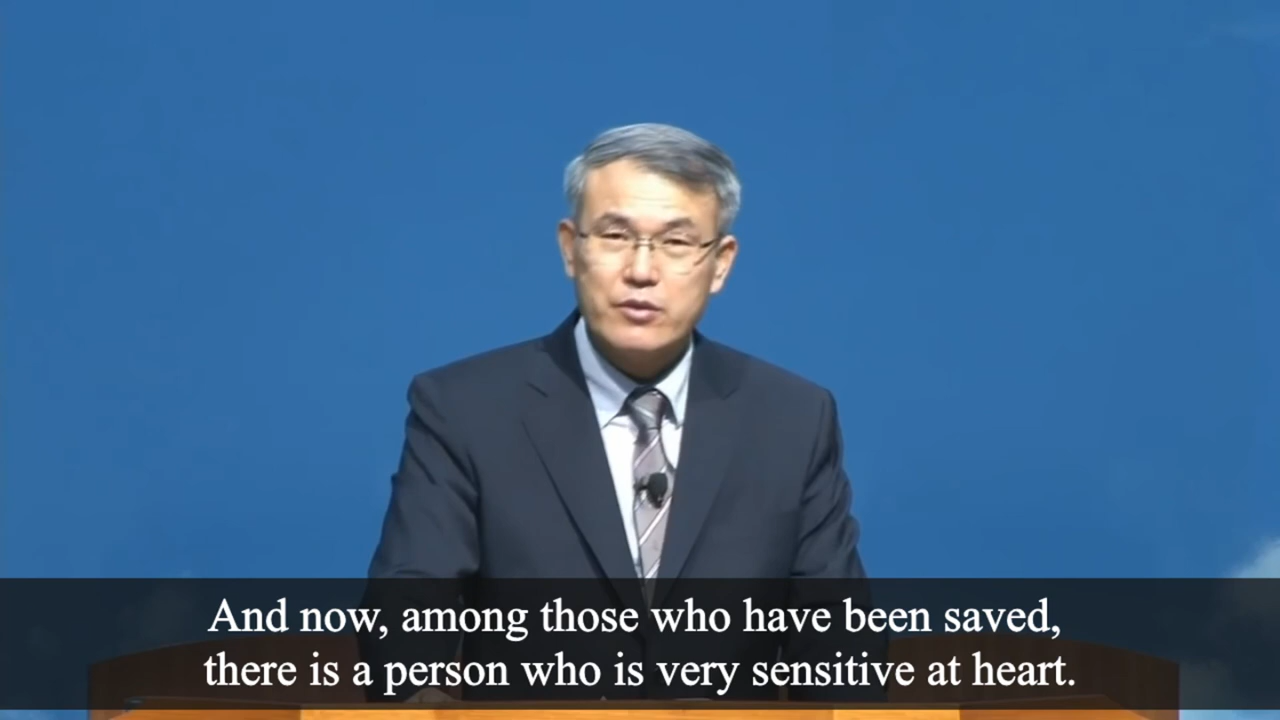 And now, among those who have been saved,
there is a person who is very sensitive at heart.